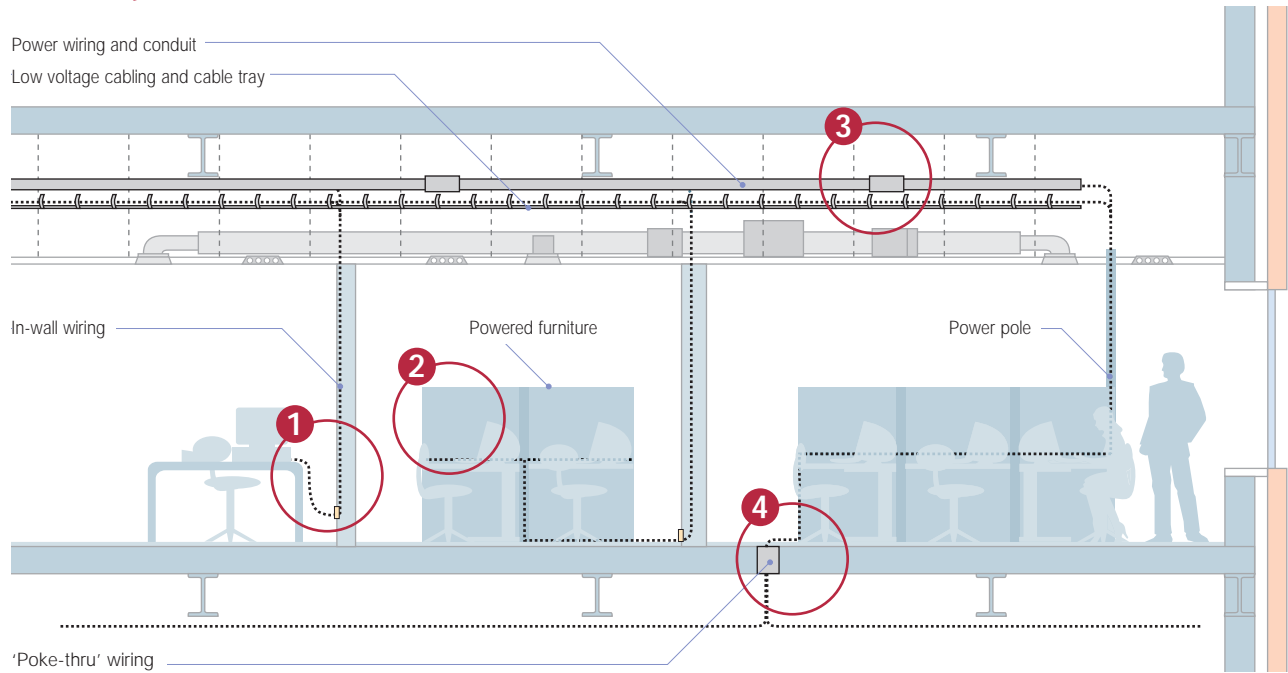 Power wiring and conduit
Low voltage cabling and cable tray
3
In-wall wiring
Powered furniture
Power pole
2
1
4
‘Poke-thru’ wiring